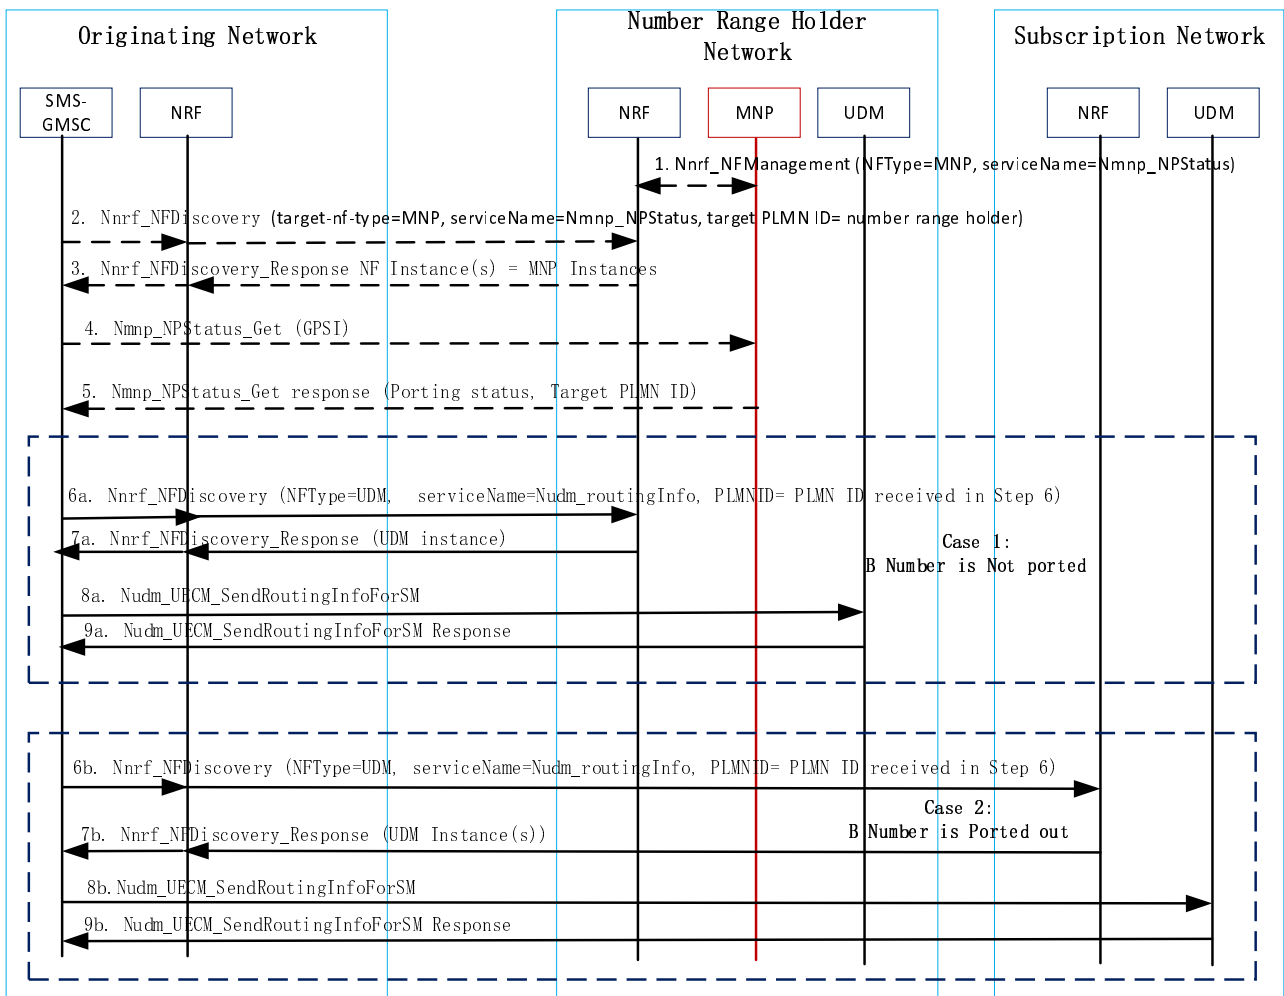 Originating Network
Number Range Holder
Network
Subscription Network
SMS-
GMSC
NRF
NRF
MNP
UDM
NRF
UDM
1. Nnrf_NFManagement (NFType=MNP, serviceName=Nmnp_NPStatus)
2. Nnrf_NFDiscovery (target-nf-type=MNP, serviceName=Nmnp_NPStatus, target PLMN ID= number range holder)
3. Nnrf_NFDiscovery_Response NF Instance(s) = MNP Instances
4. Nmnp_NPStatus_Get (GPSI)
5. Nmnp_NPStatus_Get response (Porting status, Target PLMN ID)
6a. Nnrf_NFDiscovery (NFType=UDM, serviceName=Nudm_routingInfo, PLMNID= PLMN ID received in Step 6)
7a. Nnrf_NFDiscovery_Response (UDM instance)
Case 1:
B Number is Not ported
8a. Nudm_UECM_SendRoutingInfoForSM
9a. Nudm_UECM_SendRoutingInfoForSM Response
6b. Nnrf_NFDiscovery (NFType=UDM, serviceName=Nudm_routingInfo, PLMNID= PLMN ID received in Step 6)
Case 2:
B Number is Ported out
7b. Nnrf_NFDiscovery_Response (UDM Instance(s))
8b. Nudm_UECM_SendRoutingInfoForSM
9b. Nudm_UECM_SendRoutingInfoForSM Response